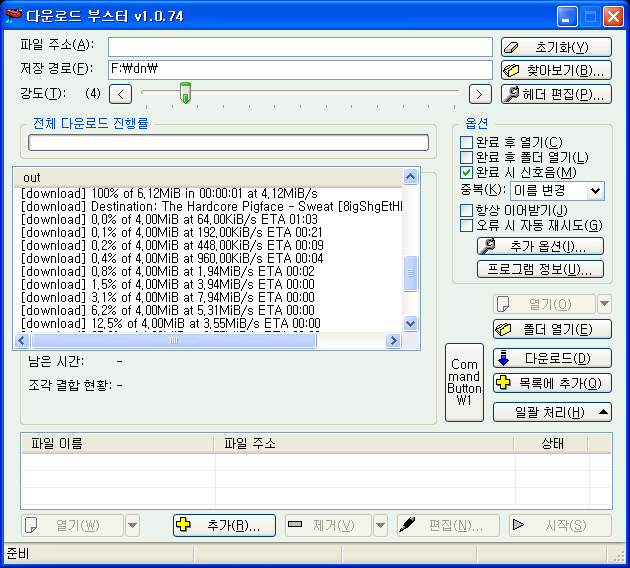 다운로드 부스터 v1.0.74
파일 주소(A):
초기화(Y)
저장 경로(F): F:₩dn₩
찾아보기(B)...
강도(T): (4) < >
헤더 편집(P)...
전체 다운로드 진행률
옵션
완료 후 열기(C)
완료 후 폴더 열기(L)
완료 시 신호음(M)
중복(K): 이름 변경
항상 이어받기(J)
오류 시 자동 재시도(G)
추가 옵션(I)...
프로그램 정보(U)...
out
[download] 100% of 6,12MiB in 00:00:01 at 4,12MiB/s
[download] Destination: The Hardcore Pigface - Sweat [8igShgEtHI
[download] 0,0% of 4,00MiB at 64,00KiB/s ETA 01:03
[download] 0,1% of 4,00MiB at 192,00KiB/s ETA 00:21
[download] 0,2% of 4,00MiB at 448,00KiB/s ETA 00:09
[download] 0,4% of 4,00MiB at 960,00KiB/s ETA 00:04
[download] 0,8% of 4,00MiB at 1,94MiB/s ETA 00:02
[download] 1,5% of 4,00MiB at 3,94MiB/s ETA 00:00
[download] 3,1% of 4,00MiB at 7,94MiB/s ETA 00:00
[download] 6,2% of 4,00MiB at 5,31MiB/s ETA 00:00
[download] 12,5% of 4,00MiB at 3,55MiB/s ETA 00:00
남은 시간: -
조각 결합 현황: -
Com
mand
Button
W1
열기(O)
폴더 열기(E)
다운로드(D)
목록에 추가(Q)
일괄 처리(H)
파일 이름 파일 주소 상태
열기(W) 추가(R)... 제거(V) 편집(N)... 시작(S)
준비